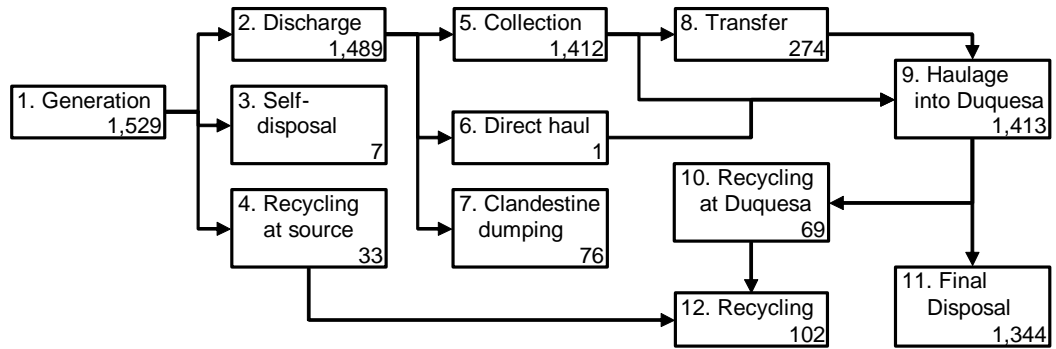 1. Generation
1,529
2. Discharge
1,489
3. Self-
disposal
7
4. Recycling
at source
33
5. Collection
1,412
6. Direct haul
1
7. Clandestine
dumping
76
8. Transfer
274
9. Haulage
into Duquesa
1,413
10. Recycling
at Duquesa
69
11. Final
Disposal
1,344
12. Recycling
102